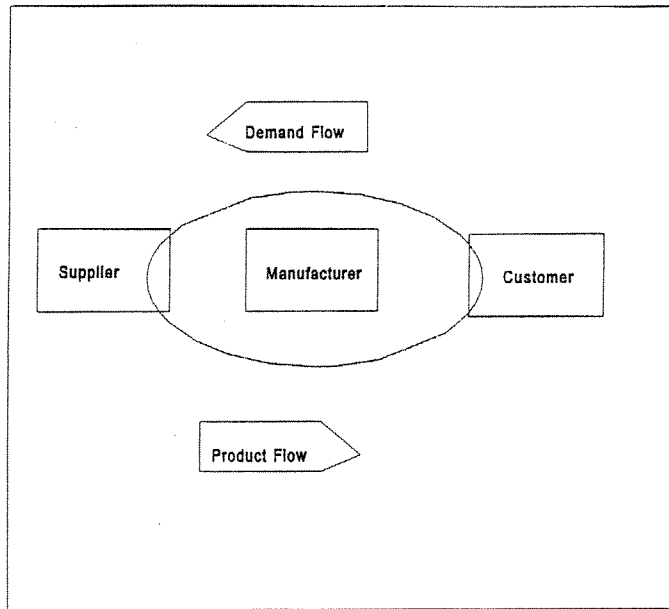 Demand Flow
Supplier
Manufacturer
Customer
Product Flow